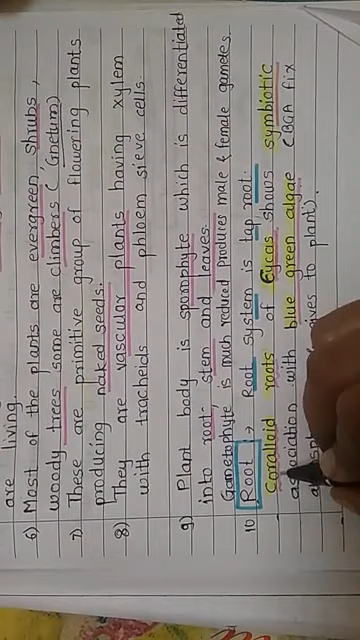 are living.
6) Most of the plants are evergreen, shrubs,
woody trees some are climbers (Gnetum)
7) These are primitive group of flowering plants
producing naked seeds.
8) They are vascular plants having xylem
with tracheids and phloem sieve cells.
9) Plant body is sporophyte which is differentiated
into root- stem and leaves.
Gametophyte is much reduced produces male & female gametes.
10 Root → Root system is tap root.
Coralloid roots of Cycas shows symbiotic
association with blue green algae (BGA fix
to plant).